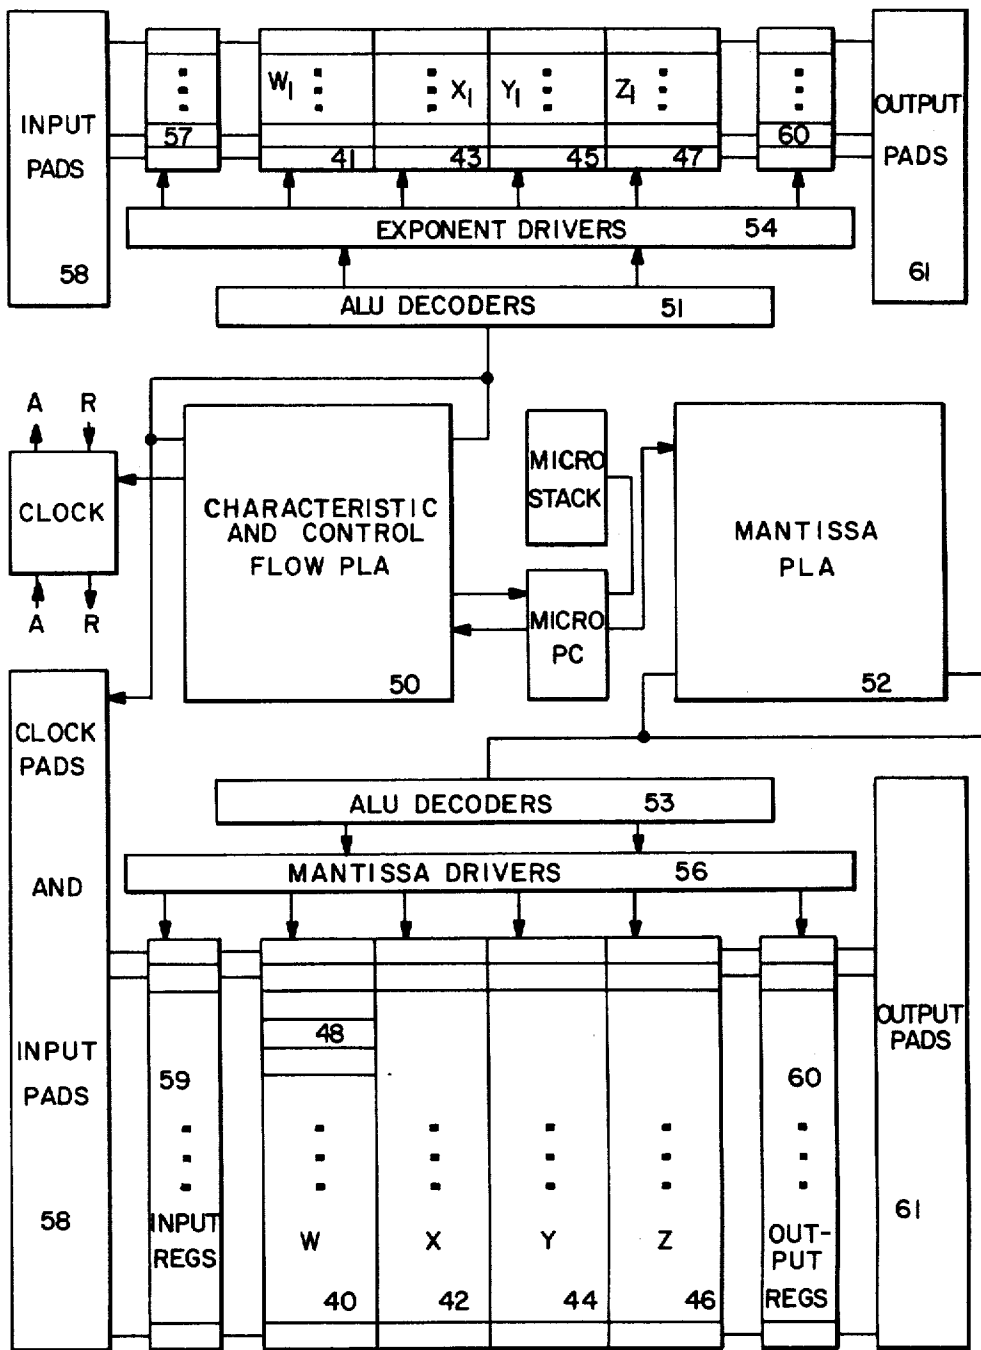 INPUT
PADS
58
57
W1
41
X1
43
Y1
45
Z1
47
60
OUTPUT
PADS
61
EXPONENT DRIVERS 54
ALU DECODERS 51
A R
CLOCK
A R
CHARACTERISTIC
AND CONTROL
FLOW PLA
50
MICRO
STACK
MICRO
PC
MANTISSA
PLA
52
CLOCK
PADS
AND
INPUT
PADS
58
ALU DECODERS 53
MANTISSA DRIVERS 56
59
INPUT
REGS
48
W
40
X
42
Y
44
Z
46
60
OUT-
PUT
REGS
OUTPUT
PADS
61